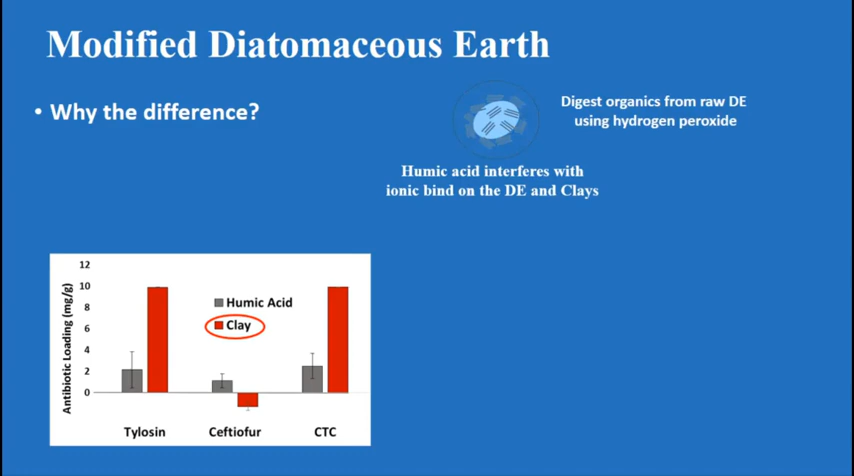 Modified Diatomaceous Earth
• Why the difference?
Digest organics from raw DE
using hydrogen peroxide
Humic acid interferes with
ionic bind on the DE and Clays
Antibiotic Loading (mg/g)
12
10
8
6
4
2
0
Humic Acid
Clay
Tylosin
Ceftiofur
CTC